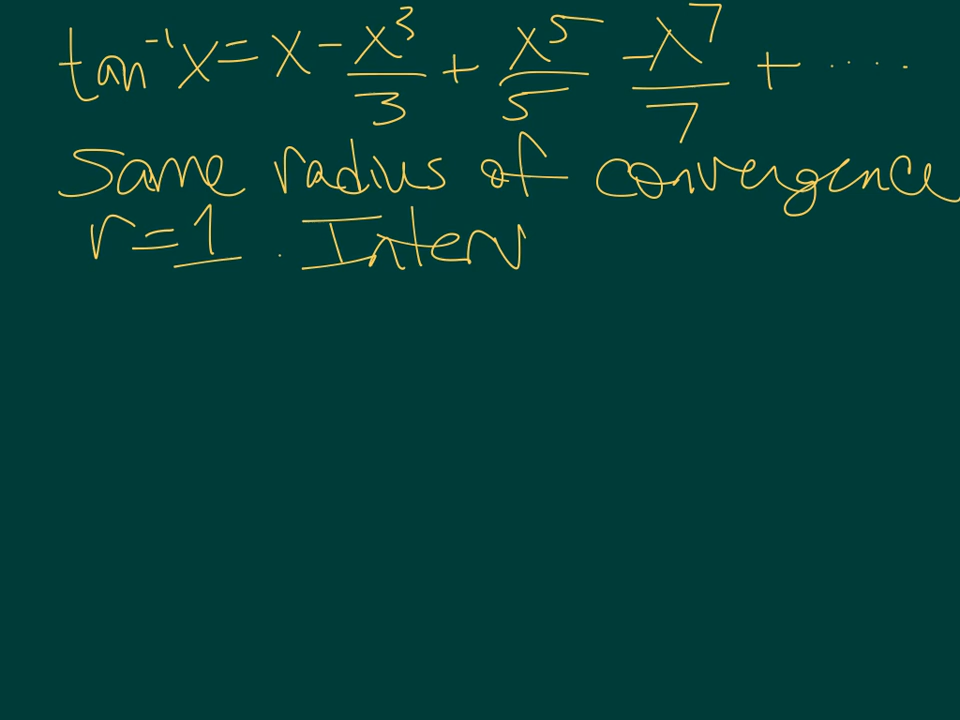 tan⁻¹x = x - x³/3 + x⁵/5 - x⁷/7 + ....
Same radius of convergence
r = 1. Interv